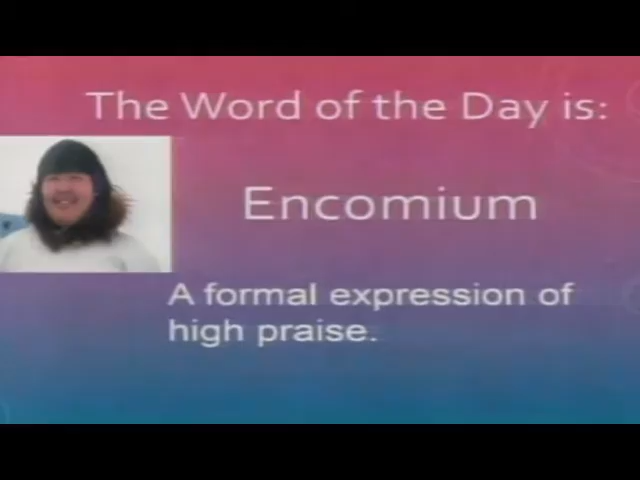 The Word of the Day is:
Encomium
A formal expression of
high praise.